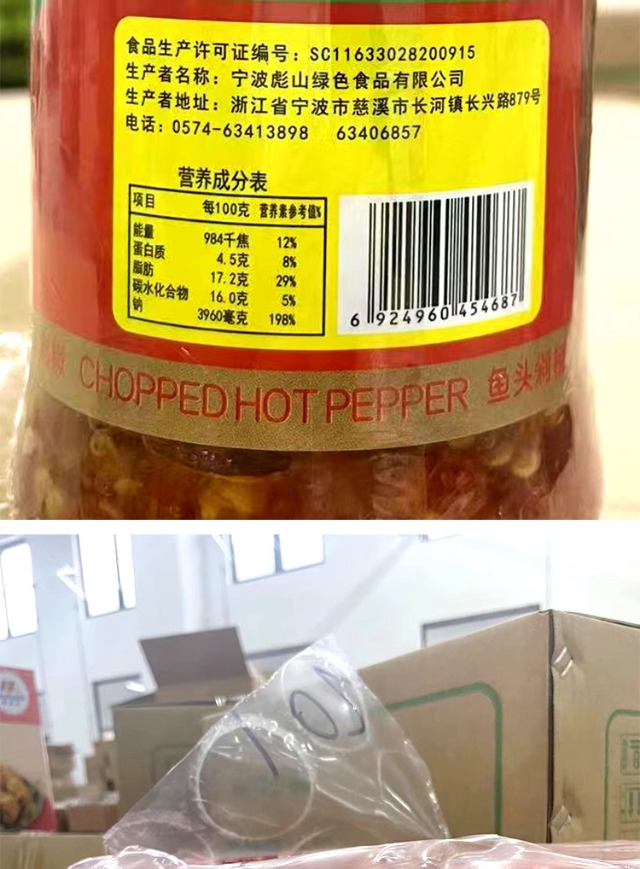 食品生产许可证编号：SC11633028200915
生产者名称：宁波彪山绿色食品有限公司
生产者地址：浙江省宁波市慈溪市长河镇长兴路879号
电话：0574-63413898 63406857
营养成分表
项目 每100克 营养素参考值%
能量 984千焦 12%
蛋白质 4.5克 8%
脂肪 17.2克 29%
碳水化合物 16.0克 5%
钠 3960毫克 198%
6 924960 454687
椒 CHOPPED HOT PEPPER 鱼头剁椒